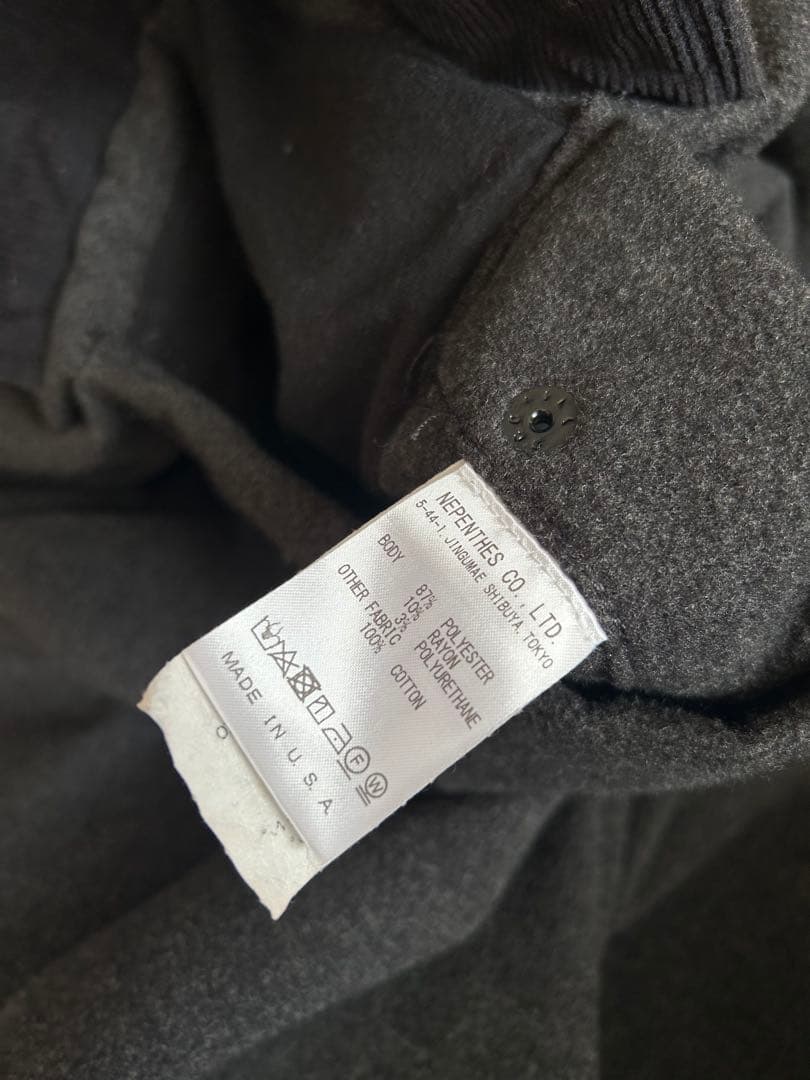 NEPENTHES CO., LTD.
5-44-1, JINGUMAE SHIBUYA, TOKYO
BODY
87% POLYESTER
10% RAYON
3% POLYURETHANE
OTHER FABRIC
100% COTTON
F W
MADE IN U.S.A